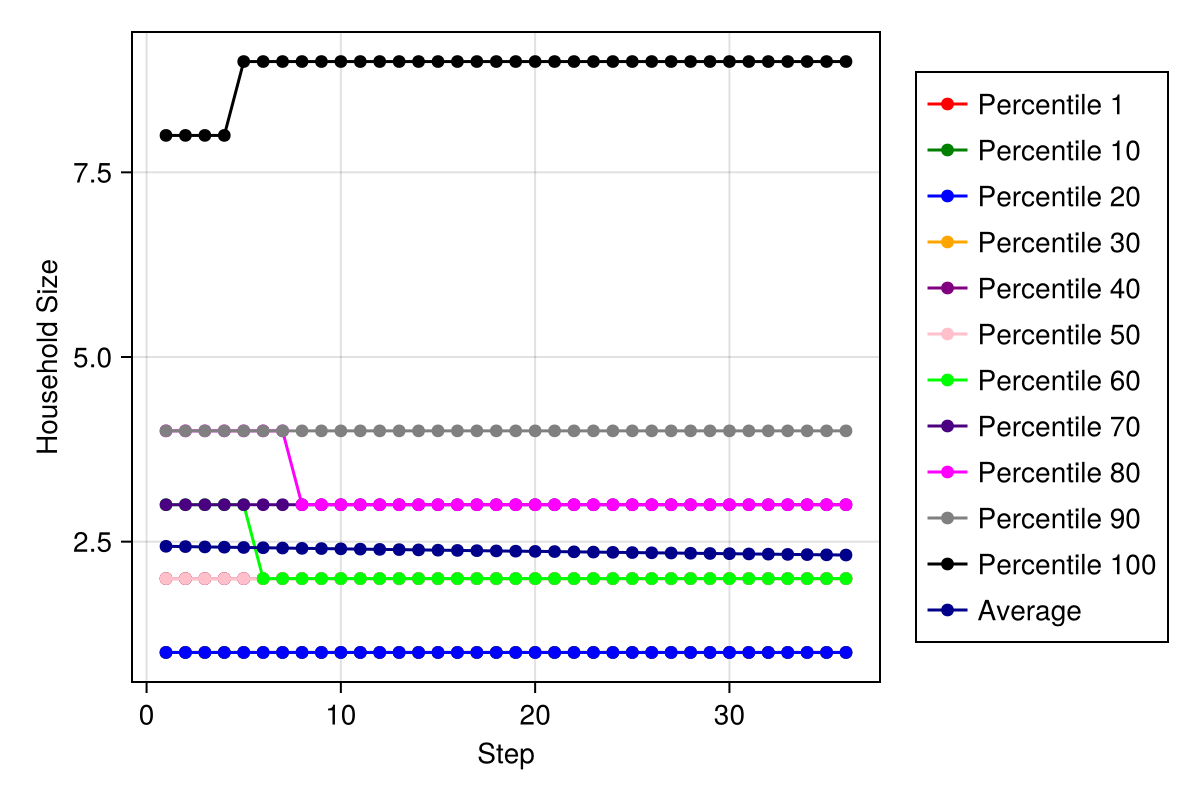 7.5
5.0
2.5
Household Size
0
10
20
30
Step
Percentile 1
Percentile 10
Percentile 20
Percentile 30
Percentile 40
Percentile 50
Percentile 60
Percentile 70
Percentile 80
Percentile 90
Percentile 100
Average